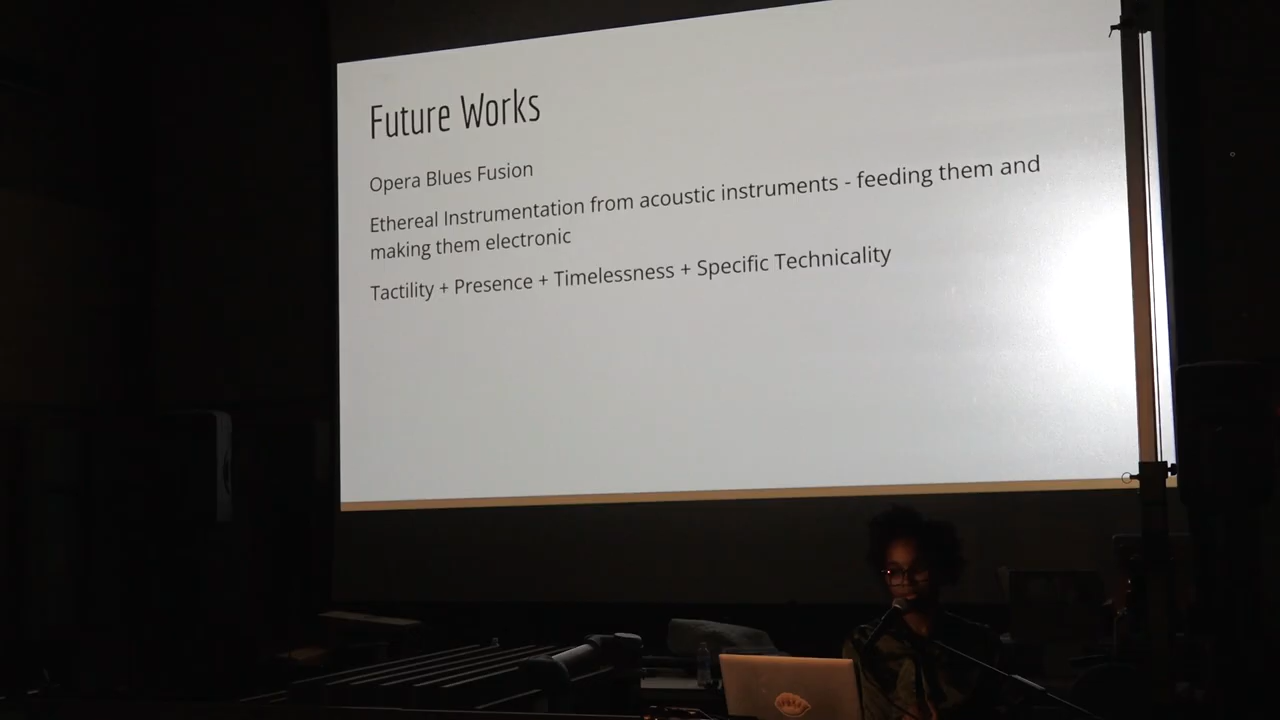 Future Works
Opera Blues Fusion
Ethereal Instrumentation from acoustic instruments - feeding them and
making them electronic
Tactility + Presence + Timelessness + Specific Technicality